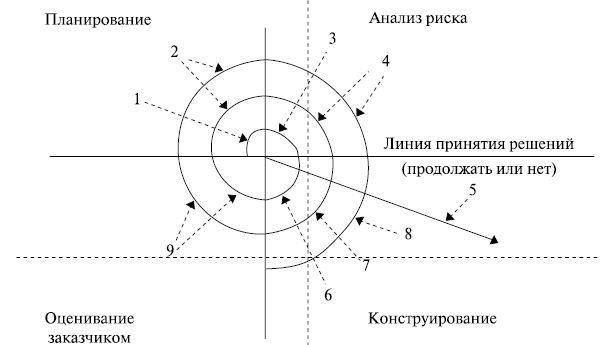 Планирование
Анализ риска
2
3
4
1
Линия принятия решений
(продолжать или нет)
5
9
7
8
6
Оценивание
заказчиком
Конструирование